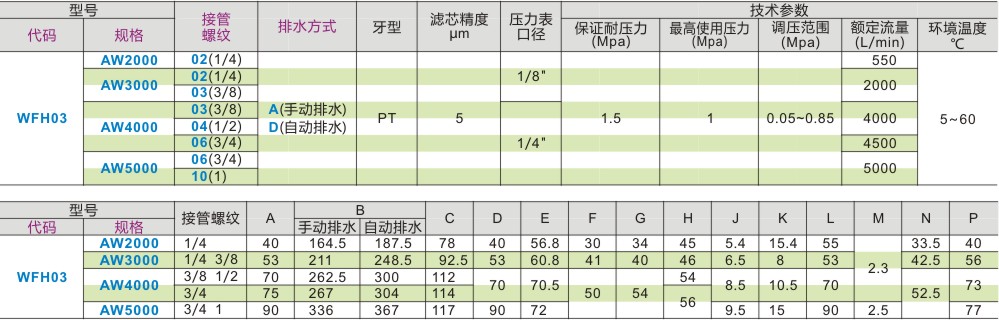 型号 接管螺纹 排水方式 牙型 滤芯精度 μm 压力表口径 技术参数
代码 规格 保证耐压力 (Mpa) 最高使用压力 (Mpa) 调压范围 (Mpa) 额定流量 (L/min) 环境温度 ℃
WFH03 AW2000 02(1/4) A(手动排水) D(自动排水) PT 5 1/8" 1.5 1 0.05~0.85 550 5~60
AW3000 02(1/4) 2000
03(3/8)
AW4000 03(3/8) 1/4" 4000
04(1/2)
06(3/4) 4500
AW5000 06(3/4) 5000
10(1)
型号 接管螺纹 A B C D E F G H J K L M N P
代码 规格 手动排水 自动排水
WFH03 AW2000 1/4 40 164.5 187.5 78 40 56.8 30 34 45 5.4 15.4 55 2.3 33.5 40
AW3000 1/4 3/8 53 211 248.5 92.5 53 60.8 41 40 46 6.5 8 53 42.5 56
AW4000 3/8 1/2 70 262.5 300 112 70 70.5 50 54 54 8.5 10.5 70 52.5 73
3/4 75 267 304 114 56
AW5000 3/4 1 90 336 367 117 90 72 9.5 15 90 2.5 77